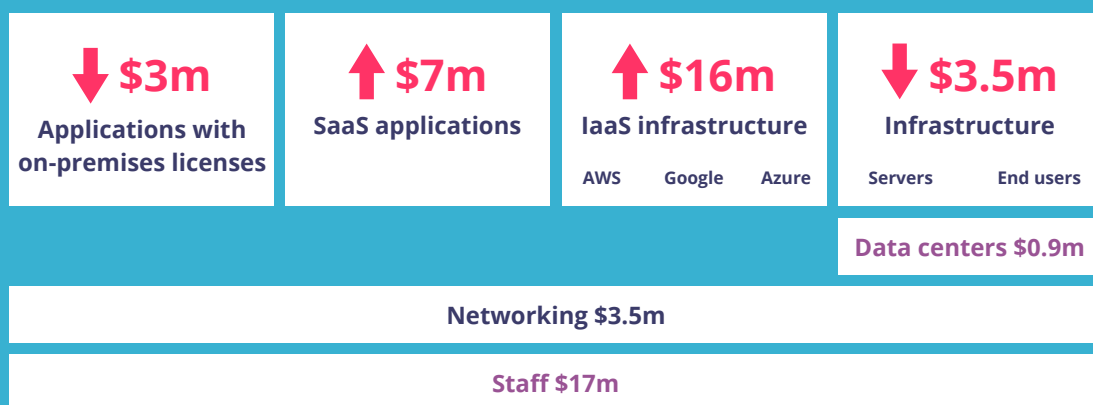 $3m
Applications with
on-premises licenses
$7m
SaaS applications
$16m
IaaS infrastructure
AWS Google Azure
$3.5m
Infrastructure
Servers End users
Data centers $0.9m
Networking $3.5m
Staff $17m